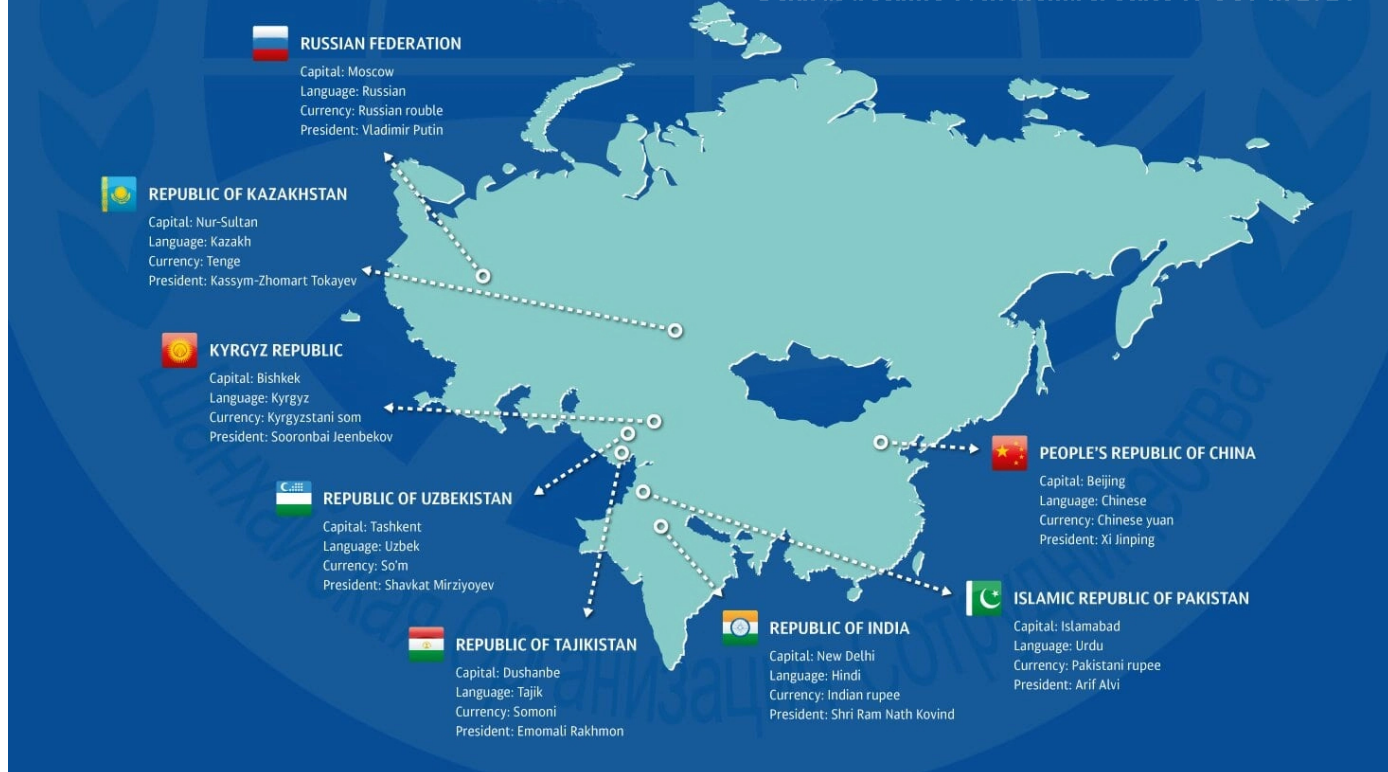 RUSSIAN FEDERATION
Capital: Moscow
Language: Russian
Currency: Russian rouble
President: Vladimir Putin
REPUBLIC OF KAZAKHSTAN
Capital: Nur-Sultan
Language: Kazakh
Currency: Tenge
President: Kassym-Zhomart Tokayev
KYRGYZ REPUBLIC
Capital: Bishkek
Language: Kyrgyz
Currency: Kyrgyzstani som
President: Sooronbai Jeenbekov
REPUBLIC OF UZBEKISTAN
Capital: Tashkent
Language: Uzbek
Currency: So'm
President: Shavkat Mirziyoyev
REPUBLIC OF TAJIKISTAN
Capital: Dushanbe
Language: Tajik
Currency: Somoni
President: Emomali Rakhmon
REPUBLIC OF INDIA
Capital: New Delhi
Language: Hindi
Currency: Indian rupee
President: Shri Ram Nath Kovind
PEOPLE'S REPUBLIC OF CHINA
Capital: Beijing
Language: Chinese
Currency: Chinese yuan
President: Xi Jinping
ISLAMIC REPUBLIC OF PAKISTAN
Capital: Islamabad
Language: Urdu
Currency: Pakistani rupee
President: Arif Alvi
Шанхайская Организация Сотрудничества